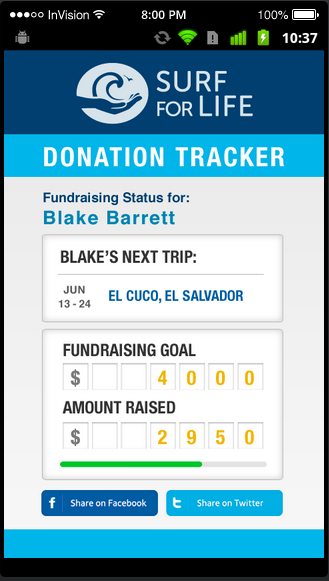 InVision 8:00 PM 100%
10:37
SURF
FOR LIFE
DONATION TRACKER
Fundraising Status for:
Blake Barrett
BLAKE'S NEXT TRIP:
JUN
13 - 24
EL CUCO, EL SALVADOR
FUNDRAISING GOAL
$ 4 0 0 0
AMOUNT RAISED
$ 2 9 5 0
f Share on Facebook
t Share on Twitter